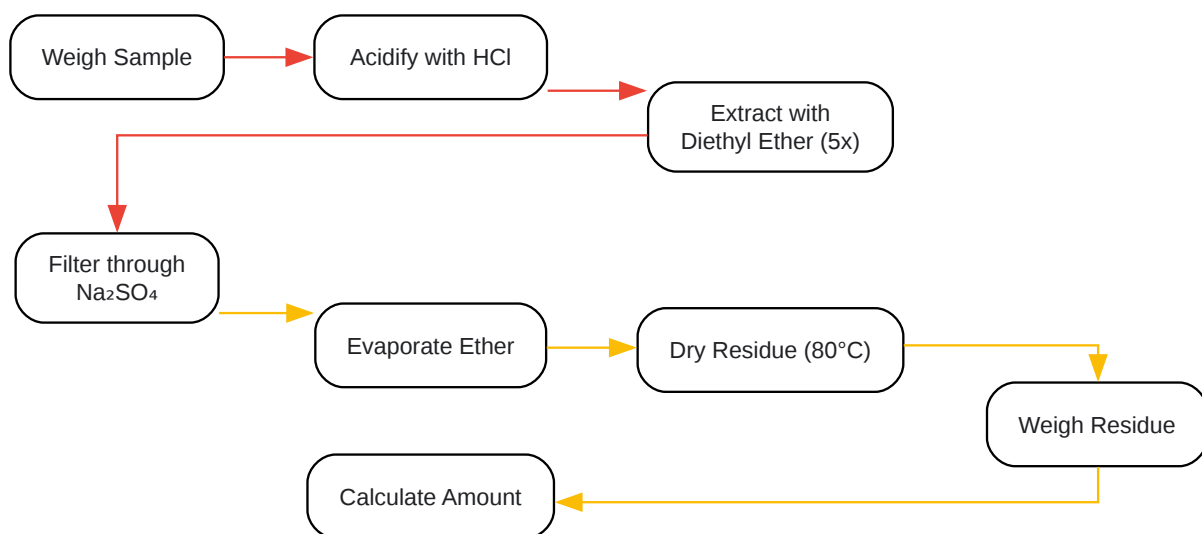 Weigh Sample
Acidify with HCl
Extract with
Diethyl Ether (5x)
Filter through
Na₂SO₄
Evaporate Ether
Dry Residue (80°C)
Weigh Residue
Calculate Amount